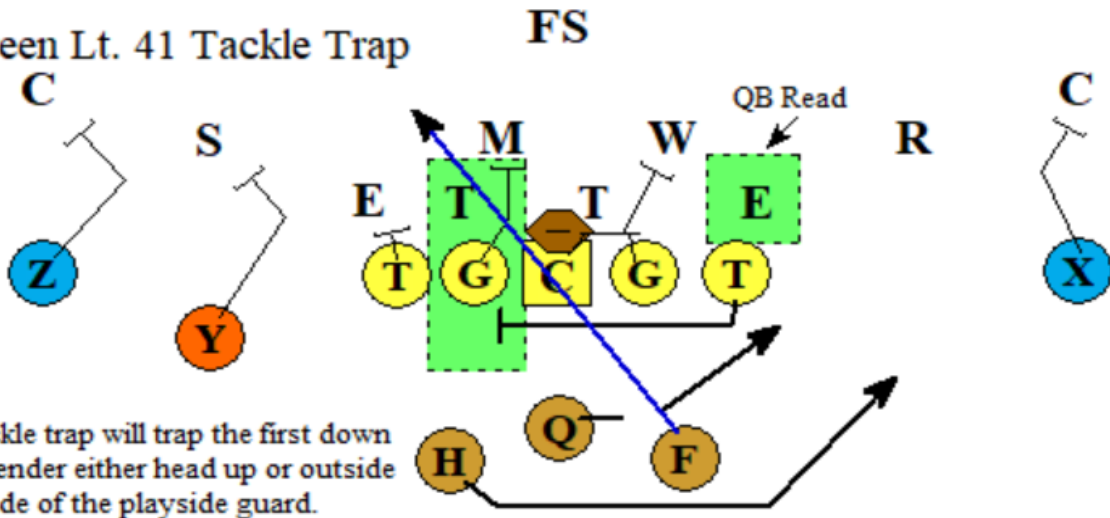 een Lt. 41 Tackle Trap
FS
C
C
QB Read
S
M
W
R
E
T
T
E
Z
T
G
C
G
T
X
Y
Q
H
F
kle trap will trap the first down
ender either head up or outside
de of the playside guard.